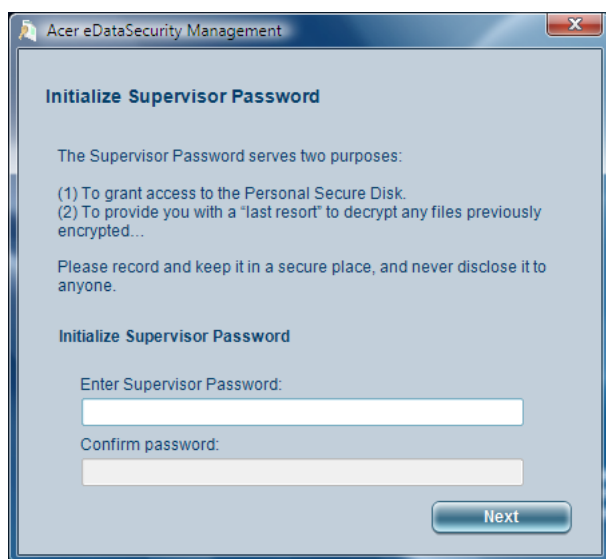 Acer eDataSecurity Management
Initialize Supervisor Password
The Supervisor Password serves two purposes:
(1) To grant access to the Personal Secure Disk.
(2) To provide you with a “last resort” to decrypt any files previously
encrypted...
Please record and keep it in a secure place, and never disclose it to
anyone.
Initialize Supervisor Password
Enter Supervisor Password:
Confirm password:
Next